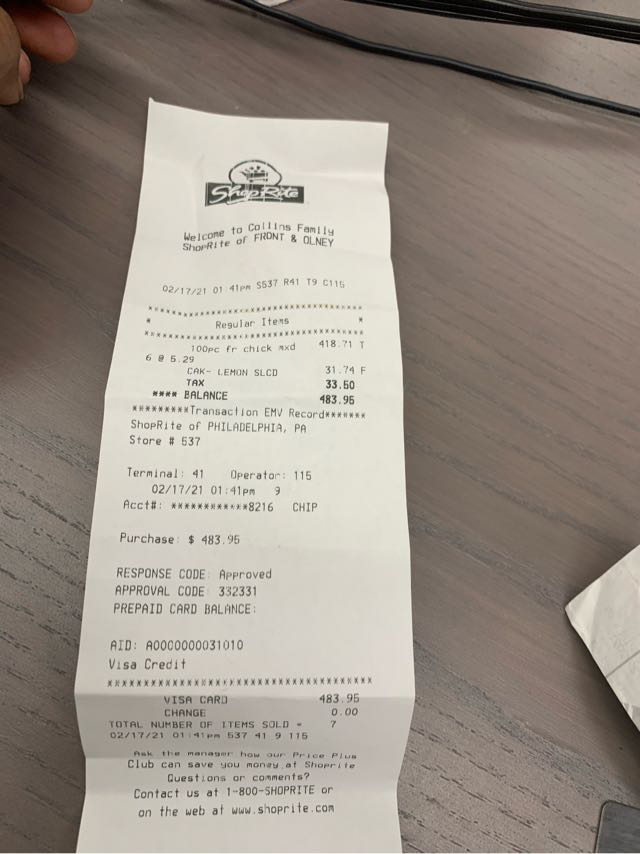 ShopRite
Welcome to Collins Family
ShopRite of FRONT & OLNEY
02/17/21 01:41pm S537 R41 T9 C115
************************************
* Regular Items *
************************************
100pc fr chick mxd 418.71 T
6 @ 5.29
CAK- LEMON SLCD 31.74 F
TAX 33.50
**** BALANCE 483.95
*********Transaction EMV Record*******
ShopRite of PHILADELPHIA, PA
Store # 537
Terminal: 41 Operator: 115
02/17/21 01:41pm 9
Acct#: ************8216 CHIP
Purchase: $ 483.95
RESPONSE CODE: Approved
APPROVAL CODE: 332331
PREPAID CARD BALANCE:
AID: A0000000031010
Visa Credit
****************************************
VISA CARD 483.95
CHANGE 0.00
TOTAL NUMBER OF ITEMS SOLD = 7
02/17/21 01:41pm 537 41 9 115
Ask the manager how our Price Plus
Club can save you money at Shoprite
Questions or comments?
Contact us at 1-800-SHOPRITE or
on the web at www.shoprite.com